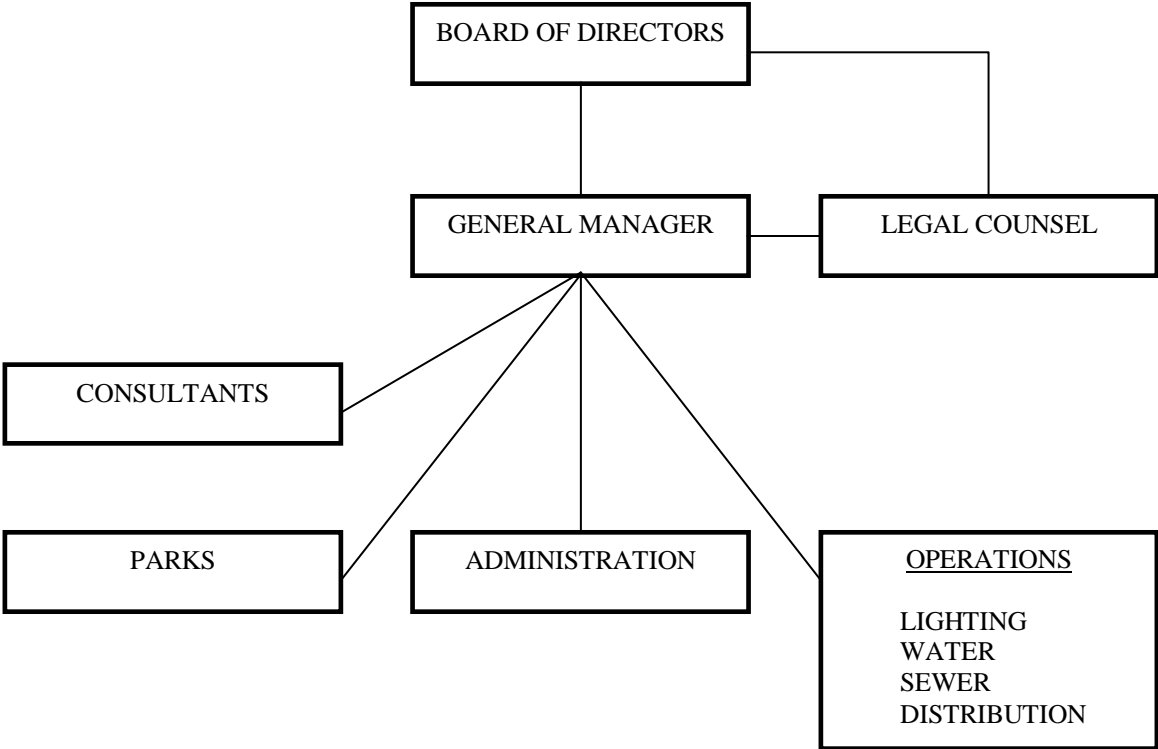 BOARD OF DIRECTORS
GENERAL MANAGER
LEGAL COUNSEL
CONSULTANTS
PARKS
ADMINISTRATION
OPERATIONS
LIGHTING
WATER
SEWER
DISTRIBUTION